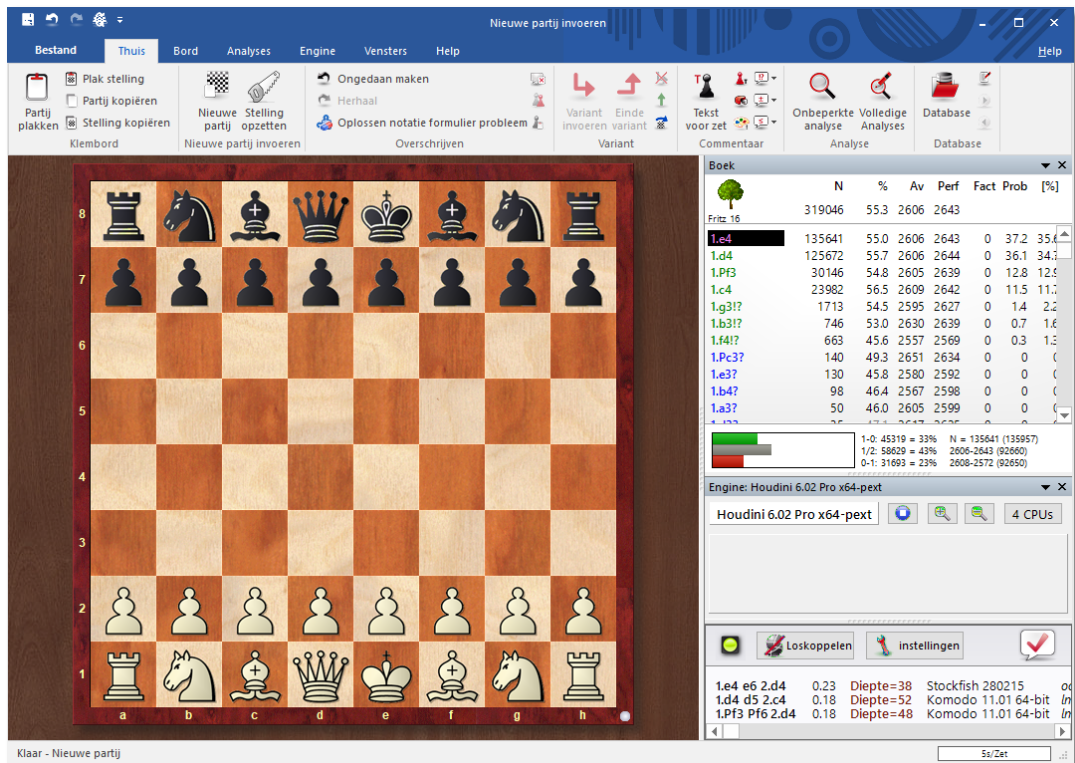 Nieuwe partij invoeren
Bestand Thuis Bord Analyses Engine Vensters Help Help
Partij plakken
Plak stelling
Partij kopiëren
Stelling kopiëren
Klembord
Nieuwe partij
Stelling opzetten
Nieuwe partij invoeren
Ongedaan maken
Herhaal
Oplossen notatie formulier probleem
Overschrijven
Variant invoeren
Einde variant
Variant
Tekst voor zet
Commentaar
Onbeperkte analyse
Volledige Analyses
Analyse
Database
Database
8
7
6
5
4
3
2
1
a b c d e f g h
Boek
N % Av Perf Fact Prob [%]
Fritz 16 319046 55.3 2606 2643
1.e4 135641 55.0 2606 2643 0 37.2 35.6
1.d4 125672 55.7 2606 2644 0 36.1 34.
1.Pf3 30146 54.8 2605 2639 0 12.8 12.9
1.c4 23982 56.5 2609 2642 0 11.5 11.
1.g3!? 1713 54.5 2595 2627 0 1.4 2.2
1.b3!? 746 53.0 2630 2639 0 0.7 1.6
1.f4!? 663 45.6 2557 2569 0 0.3 1.
1.Pc3? 140 49.3 2651 2634 0 0
1.e3? 130 45.8 2580 2592 0 0
1.b4? 98 46.4 2567 2598 0 0
1.a3? 50 46.0 2605 2599 0 0
1-0: 45319 = 33% N = 135641 (135957)
1/2: 58629 = 43% 2606-2643 (92660)
0-1: 31693 = 23% 2608-2572 (92650)
Engine: Houdini 6.02 Pro x64-pext
Houdini 6.02 Pro x64-pext 4 CPUs
Loskoppelen instellingen
1.e4 e6 2.d4 0.23 Diepte=38 Stockfish 280215
1.d4 d5 2.c4 0.18 Diepte=52 Komodo 11.01 64-bit
1.Pf3 Pf6 2.d4 0.18 Diepte=48 Komodo 11.01 64-bit
Klaar - Nieuwe partij 5s/Zet